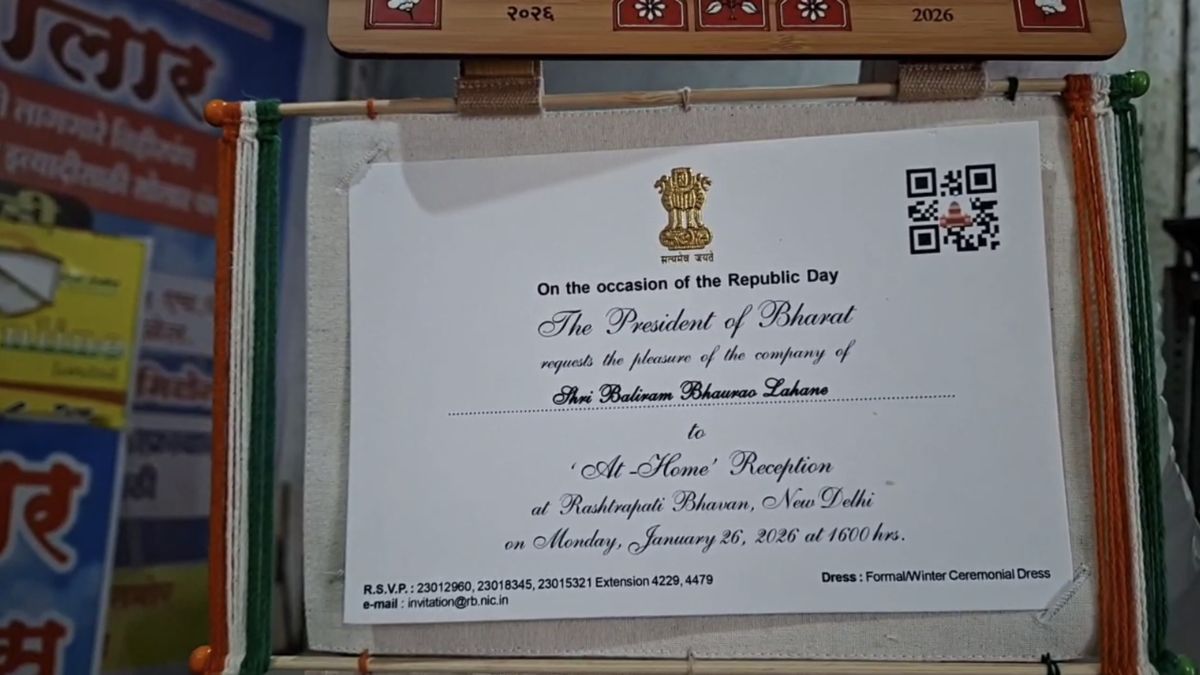 २०२६
2026
सत्यमेव जयते
On the occasion of the Republic Day
The President of Bharat
requests the pleasure of the company of
Shri Baliram Bhaurao Lahane
to
‘At-Home’ Reception
at Rashtrapati Bhavan, New Delhi
on Monday, January 26, 2026 at 1600 hrs.
R.S.V.P. : 23012960, 23018345, 23015321 Extension 4229, 4479
e-mail : invitation@rb.nic.in
Dress : Formal/Winter Ceremonial Dress